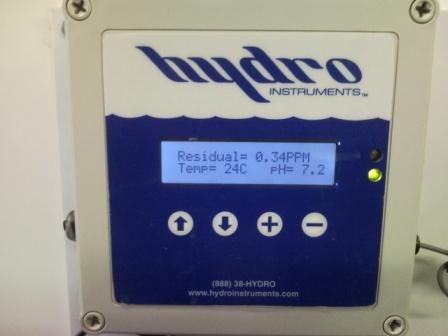 hydro
INSTRUMENTS™
Residual= 0.34PPM
Temp= 24C pH= 7.2
(888) 38-HYDRO
www.hydroinstruments.com